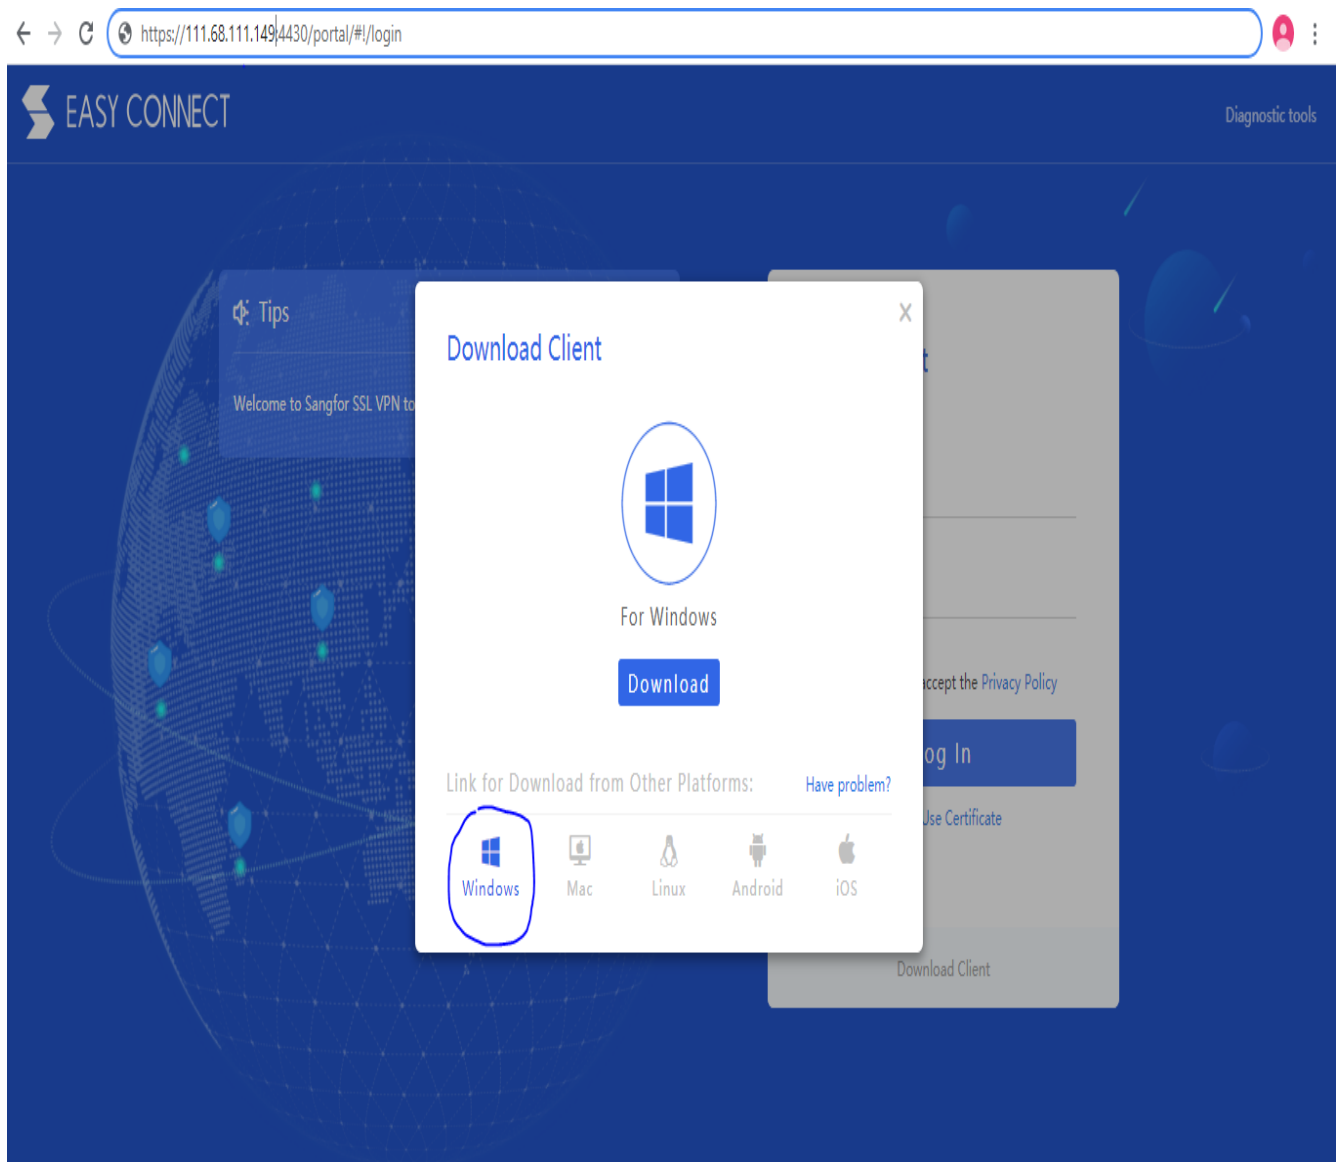 https://111.68.111.149:4430/portal/#!/login
EASY CONNECT
Diagnostic tools
Tips
Welcome to Sangfor SSL VPN to
Download Client
For Windows
Download
Link for Download from Other Platforms:
Have problem?
Windows
Mac
Linux
Android
iOS
t
accept the Privacy Policy
og In
Use Certificate
Download Client